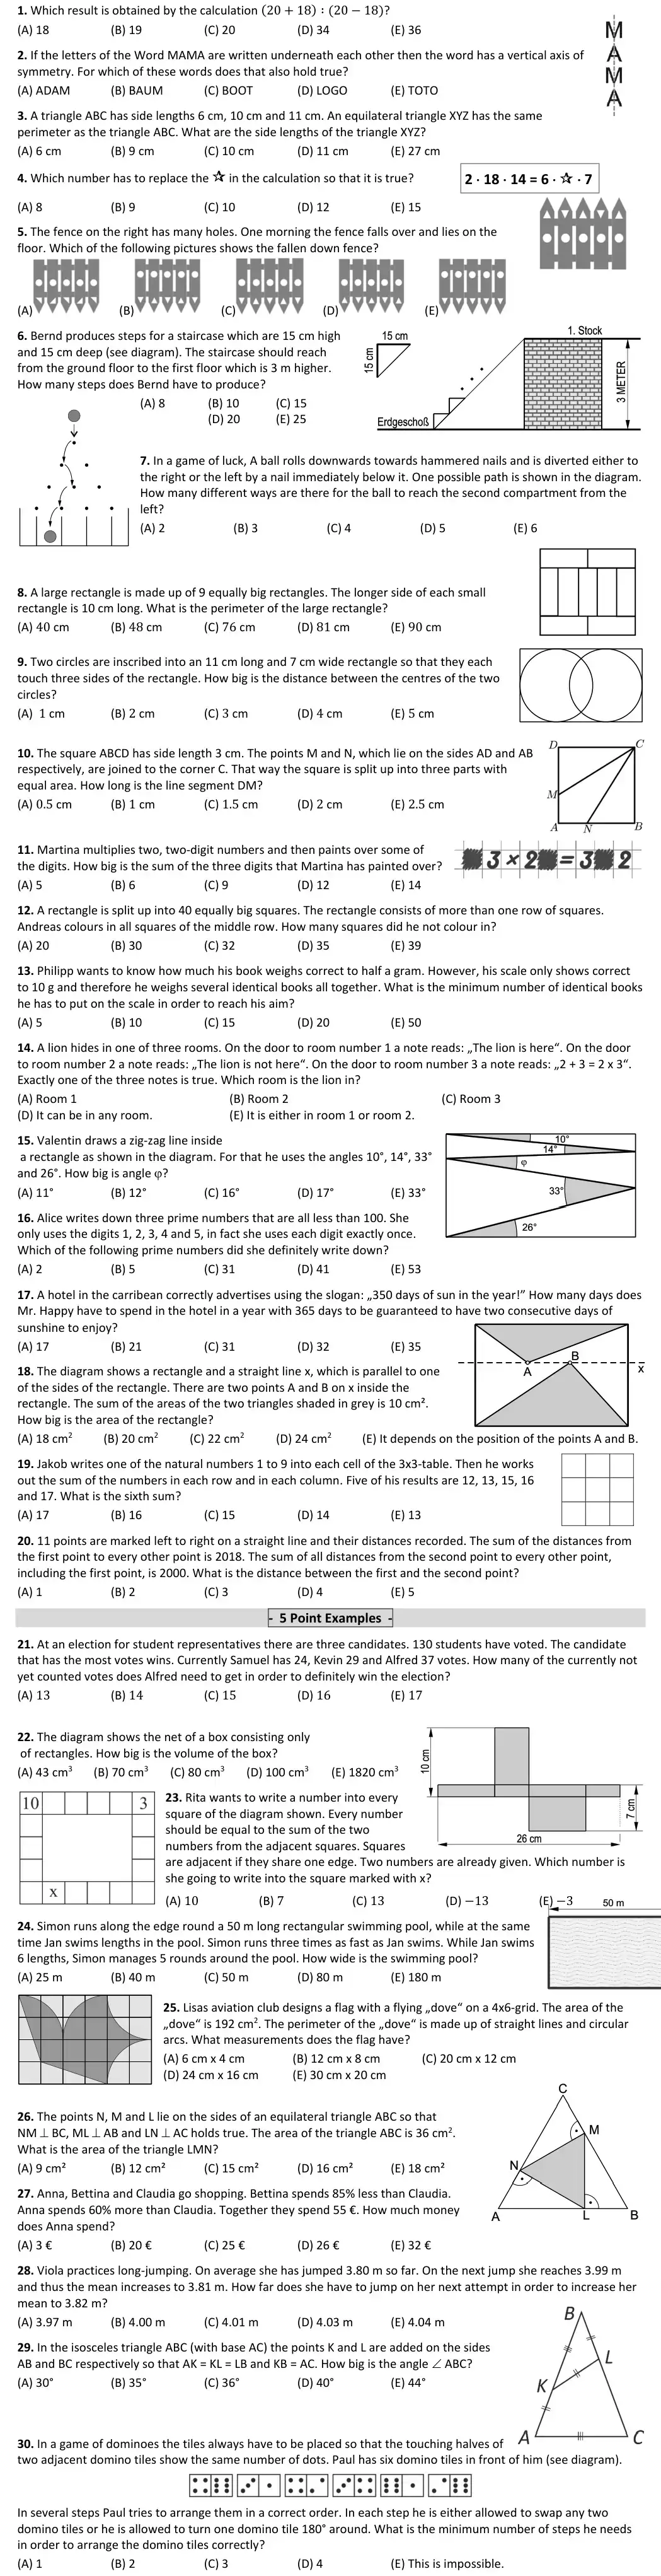 1. Which result is obtained by the calculation (20 + 18) : (20 − 18)?
(A) 18 (B) 19 (C) 20 (D) 34 (E) 36
2. If the letters of the Word MAMA are written underneath each other then the word has a vertical axis of
symmetry. For which of these words does that also hold true?
(A) ADAM (B) BAUM (C) BOOT (D) LOGO (E) TOTO
M
A
M
A
3. A triangle ABC has side lengths 6 cm, 10 cm and 11 cm. An equilateral triangle XYZ has the same
perimeter as the triangle ABC. What are the side lengths of the triangle XYZ?
(A) 6 cm (B) 9 cm (C) 10 cm (D) 11 cm (E) 27 cm
4. Which number has to replace the ☆ in the calculation so that it is true?
2 · 18 · 14 = 6 · ☆ · 7
(A) 8 (B) 9 (C) 10 (D) 12 (E) 15
5. The fence on the right has many holes. One morning the fence falls over and lies on the
floor. Which of the following pictures shows the fallen down fence?
(A) (B) (C) (D) (E)
6. Bernd produces steps for a staircase which are 15 cm high
and 15 cm deep (see diagram). The staircase should reach
from the ground floor to the first floor which is 3 m higher.
How many steps does Bernd have to produce?
(A) 8 (B) 10 (C) 15
(D) 20 (E) 25
15 cm
15 cm
1. Stock
3 METER
Erdgeschoß
7. In a game of luck, A ball rolls downwards towards hammered nails and is diverted either to
the right or the left by a nail immediately below it. One possible path is shown in the diagram.
How many different ways are there for the ball to reach the second compartment from the
left?
(A) 2 (B) 3 (C) 4 (D) 5 (E) 6
8. A large rectangle is made up of 9 equally big rectangles. The longer side of each small
rectangle is 10 cm long. What is the perimeter of the large rectangle?
(A) 40 cm (B) 48 cm (C) 76 cm (D) 81 cm (E) 90 cm
9. Two circles are inscribed into an 11 cm long and 7 cm wide rectangle so that they each
touch three sides of the rectangle. How big is the distance between the centres of the two
circles?
(A) 1 cm (B) 2 cm (C) 3 cm (D) 4 cm (E) 5 cm
10. The square ABCD has side length 3 cm. The points M and N, which lie on the sides AD and AB
respectively, are joined to the corner C. That way the square is split up into three parts with
equal area. How long is the line segment DM?
(A) 0.5 cm (B) 1 cm (C) 1.5 cm (D) 2 cm (E) 2.5 cm
D C
M
A N B
11. Martina multiplies two, two-digit numbers and then paints over some of
the digits. How big is the sum of the three digits that Martina has painted over?
3 × 2 = 3 2
(A) 5 (B) 6 (C) 9 (D) 12 (E) 14
12. A rectangle is split up into 40 equally big squares. The rectangle consists of more than one row of squares.
Andreas colours in all squares of the middle row. How many squares did he not colour in?
(A) 20 (B) 30 (C) 32 (D) 35 (E) 39
13. Philipp wants to know how much his book weighs correct to half a gram. However, his scale only shows correct
to 10 g and therefore he weighs several identical books all together. What is the minimum number of identical books
he has to put on the scale in order to reach his aim?
(A) 5 (B) 10 (C) 15 (D) 20 (E) 50
14. A lion hides in one of three rooms. On the door to room number 1 a note reads: „The lion is here“. On the door
to room number 2 a note reads: „The lion is not here“. On the door to room number 3 a note reads: „2 + 3 = 2 x 3“.
Exactly one of the three notes is true. Which room is the lion in?
(A) Room 1 (B) Room 2 (C) Room 3
(D) It can be in any room. (E) It is either in room 1 or room 2.
15. Valentin draws a zig-zag line inside
a rectangle as shown in the diagram. For that he uses the angles 10°, 14°, 33°
and 26°. How big is angle φ?
(A) 11° (B) 12° (C) 16° (D) 17° (E) 33°
10°
14°
φ
33°
26°
16. Alice writes down three prime numbers that are all less than 100. She
only uses the digits 1, 2, 3, 4 and 5, in fact she uses each digit exactly once.
Which of the following prime numbers did she definitely write down?
(A) 2 (B) 5 (C) 31 (D) 41 (E) 53
17. A hotel in the carribean correctly advertises using the slogan: „350 days of sun in the year!“ How many days does
Mr. Happy have to spend in the hotel in a year with 365 days to be guaranteed to have two consecutive days of
sunshine to enjoy?
(A) 17 (B) 21 (C) 31 (D) 32 (E) 35
18. The diagram shows a rectangle and a straight line x, which is parallel to one
of the sides of the rectangle. There are two points A and B on x inside the
rectangle. The sum of the areas of the two triangles shaded in grey is 10 cm².
How big is the area of the rectangle?
B
A
x
(A) 18 cm² (B) 20 cm² (C) 22 cm² (D) 24 cm² (E) It depends on the position of the points A and B.
19. Jakob writes one of the natural numbers 1 to 9 into each cell of the 3x3-table. Then he works
out the sum of the numbers in each row and in each column. Five of his results are 12, 13, 15, 16
and 17. What is the sixth sum?
(A) 17 (B) 16 (C) 15 (D) 14 (E) 13
20. 11 points are marked left to right on a straight line and their distances recorded. The sum of the distances from
the first point to every other point is 2018. The sum of all distances from the second point to every other point,
including the first point, is 2000. What is the distance between the first and the second point?
(A) 1 (B) 2 (C) 3 (D) 4 (E) 5
- 5 Point Examples -
21. At an election for student representatives there are three candidates. 130 students have voted. The candidate
that has the most votes wins. Currently Samuel has 24, Kevin 29 and Alfred 37 votes. How many of the currently not
yet counted votes does Alfred need to get in order to definitely win the election?
(A) 13 (B) 14 (C) 15 (D) 16 (E) 17
22. The diagram shows the net of a box consisting only
of rectangles. How big is the volume of the box?
(A) 43 cm³ (B) 70 cm³ (C) 80 cm³ (D) 100 cm³ (E) 1820 cm³
10 cm
7 cm
26 cm
10 3
x
23. Rita wants to write a number into every
square of the diagram shown. Every number
should be equal to the sum of the two
numbers from the adjacent squares. Squares
are adjacent if they share one edge. Two numbers are already given. Which number is
she going to write into the square marked with x?
(A) 10 (B) 7 (C) 13 (D) −13 (E) −3
24. Simon runs along the edge round a 50 m long rectangular swimming pool, while at the same
time Jan swims lengths in the pool. Simon runs three times as fast as Jan swims. While Jan swims
6 lengths, Simon manages 5 rounds around the pool. How wide is the swimming pool?
(A) 25 m (B) 40 m (C) 50 m (D) 80 m (E) 180 m
50 m
25. Lisas aviation club designs a flag with a flying „dove“ on a 4x6-grid. The area of the
„dove“ is 192 cm². The perimeter of the „dove“ is made up of straight lines and circular
arcs. What measurements does the flag have?
(A) 6 cm x 4 cm (B) 12 cm x 8 cm (C) 20 cm x 12 cm
(D) 24 cm x 16 cm (E) 30 cm x 20 cm
26. The points N, M and L lie on the sides of an equilateral triangle ABC so that
NM ⊥ BC, ML ⊥ AB and LN ⊥ AC holds true. The area of the triangle ABC is 36 cm².
What is the area of the triangle LMN?
(A) 9 cm² (B) 12 cm² (C) 15 cm² (D) 16 cm² (E) 18 cm²
C
M
N
A L B
27. Anna, Bettina and Claudia go shopping. Bettina spends 85% less than Claudia.
Anna spends 60% more than Claudia. Together they spend 55 €. How much money
does Anna spend?
(A) 3 € (B) 20 € (C) 25 € (D) 26 € (E) 32 €
28. Viola practices long-jumping. On average she has jumped 3.80 m so far. On the next jump she reaches 3.99 m
and thus the mean increases to 3.81 m. How far does she have to jump on her next attempt in order to increase her
mean to 3.82 m?
(A) 3.97 m (B) 4.00 m (C) 4.01 m (D) 4.03 m (E) 4.04 m
29. In the isosceles triangle ABC (with base AC) the points K and L are added on the sides
AB and BC respectively so that AK = KL = LB and KB = AC. How big is the angle ∠ ABC?
(A) 30° (B) 35° (C) 36° (D) 40° (E) 44°
B
L
K
A C
30. In a game of dominoes the tiles always have to be placed so that the touching halves of
two adjacent domino tiles show the same number of dots. Paul has six domino tiles in front of him (see diagram).
In several steps Paul tries to arrange them in a correct order. In each step he is either allowed to swap any two
domino tiles or he is allowed to turn one domino tile 180° around. What is the minimum number of steps he needs
in order to arrange the domino tiles correctly?
(A) 1 (B) 2 (C) 3 (D) 4 (E) This is impossible.